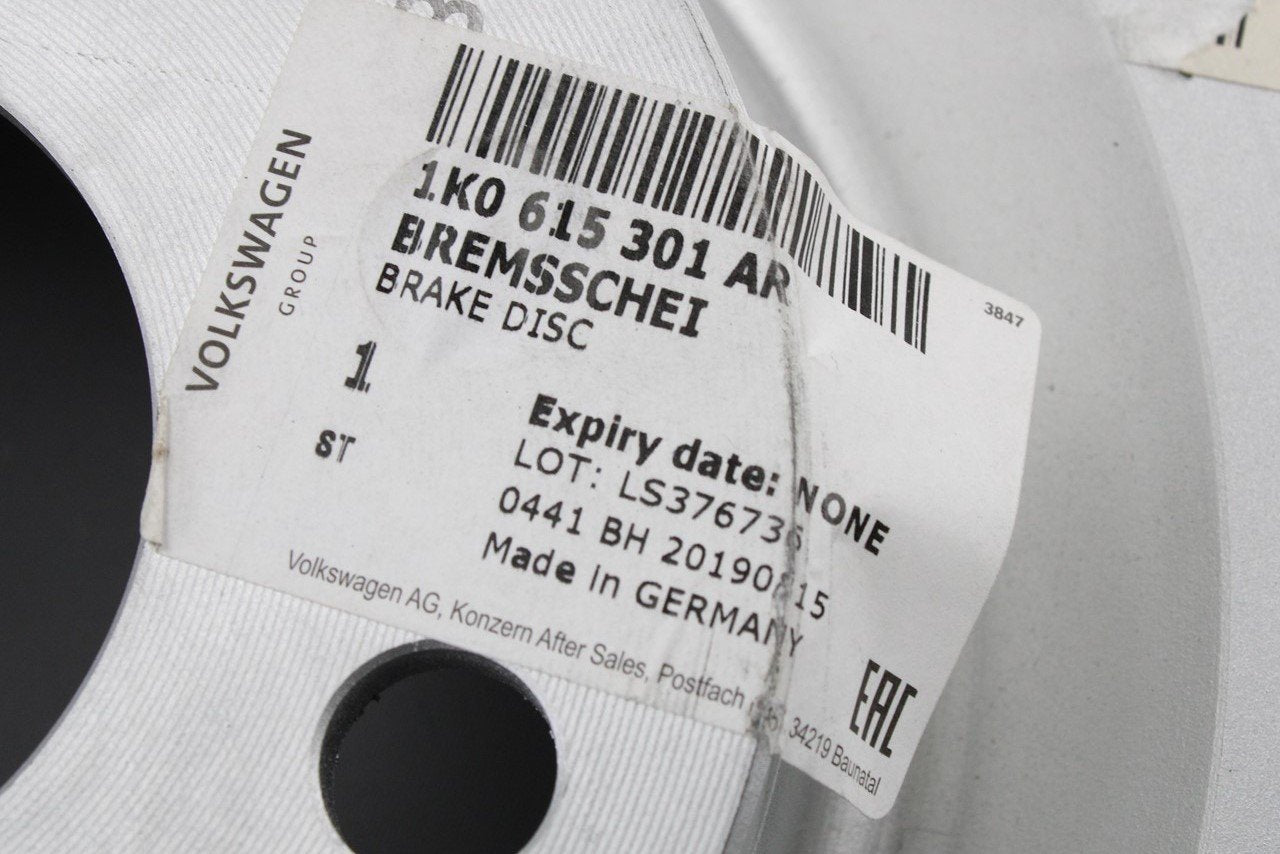 VOLKSWAGEN
GROUP
1K0 615 301 AR
BREMSSCHEI
BRAKE DISC
3847
1
ST
Expiry date: NONE
LOT: LS376736
0441 BH 20190815
Made in GERMANY
Volkswagen AG, Konzern After Sales, Postfach 34219 Baunatal
EAC